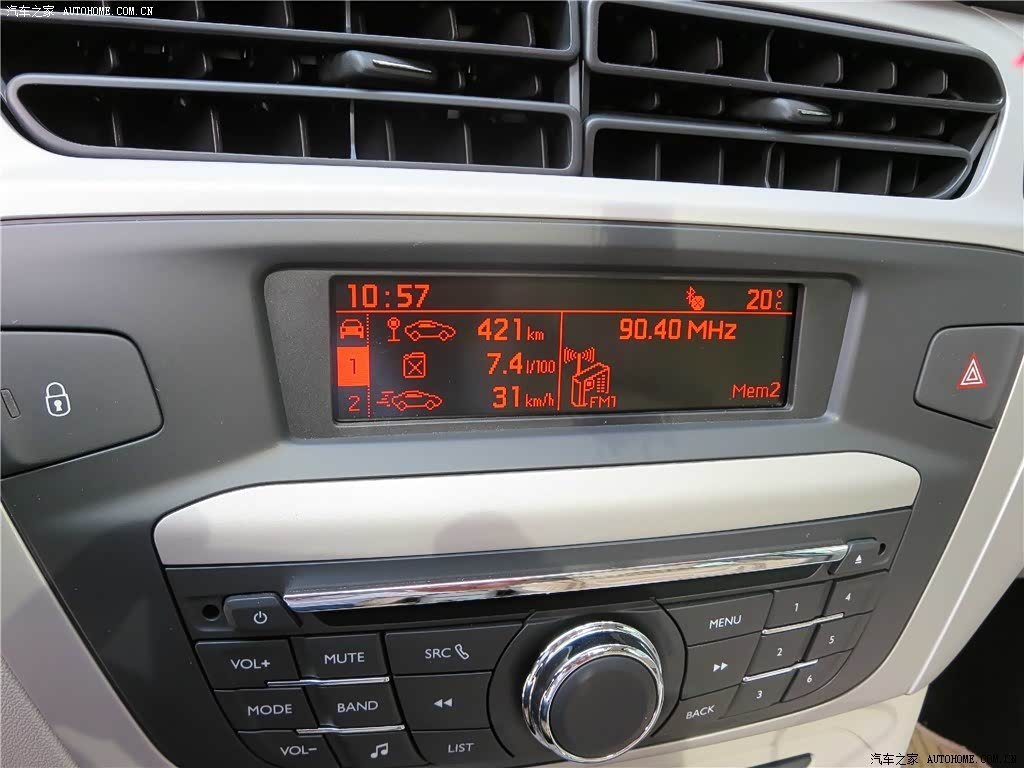 汽车之家 AUTOHOME.COM.CN
10:57 20°C
421 km 90.40 MHz
1 7.4 l/100
2 31 km/h FM1 Mem2
MENU 1 4
VOL+ MUTE SRC 2 5
MODE BAND 3 6
VOL- LIST BACK
汽车之家 AUTOHOME.COM.CN